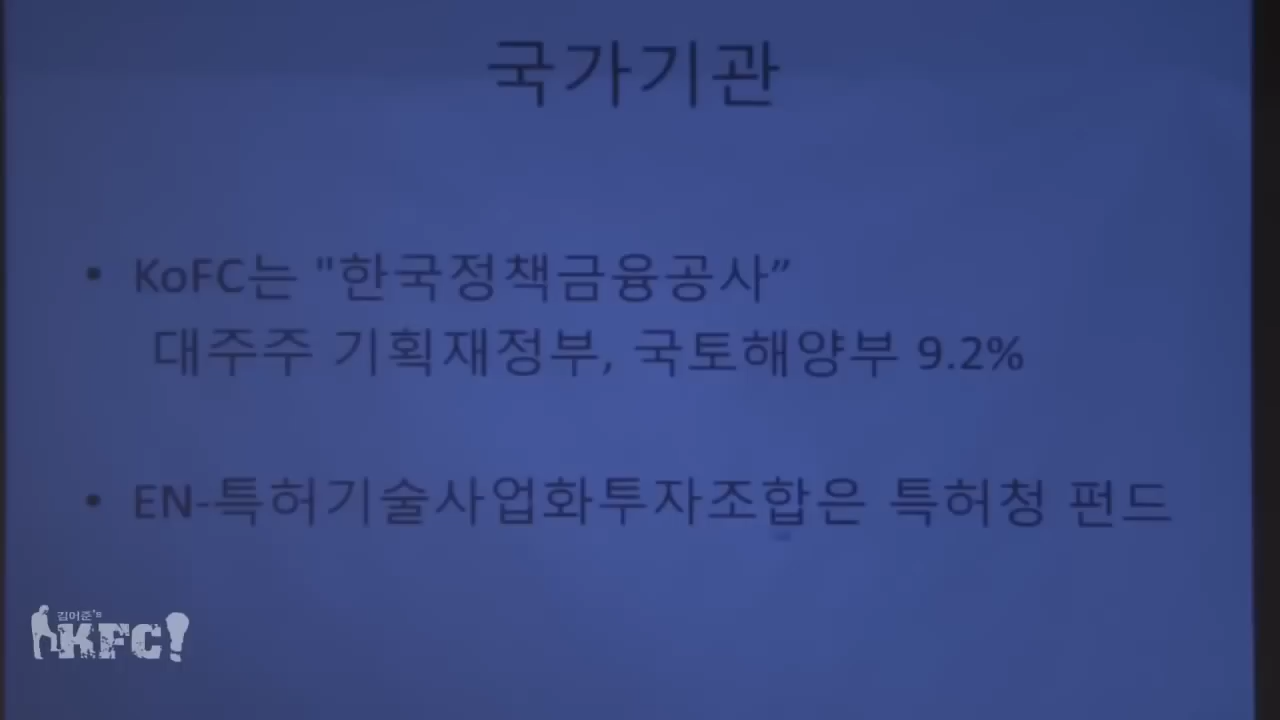 국가기관
• KoFC는 "한국정책금융공사”
대주주 기획재정부, 국토해양부 9.2%
• EN-특허기술사업화투자조합은 특허청 펀드
김어준's
KFC!